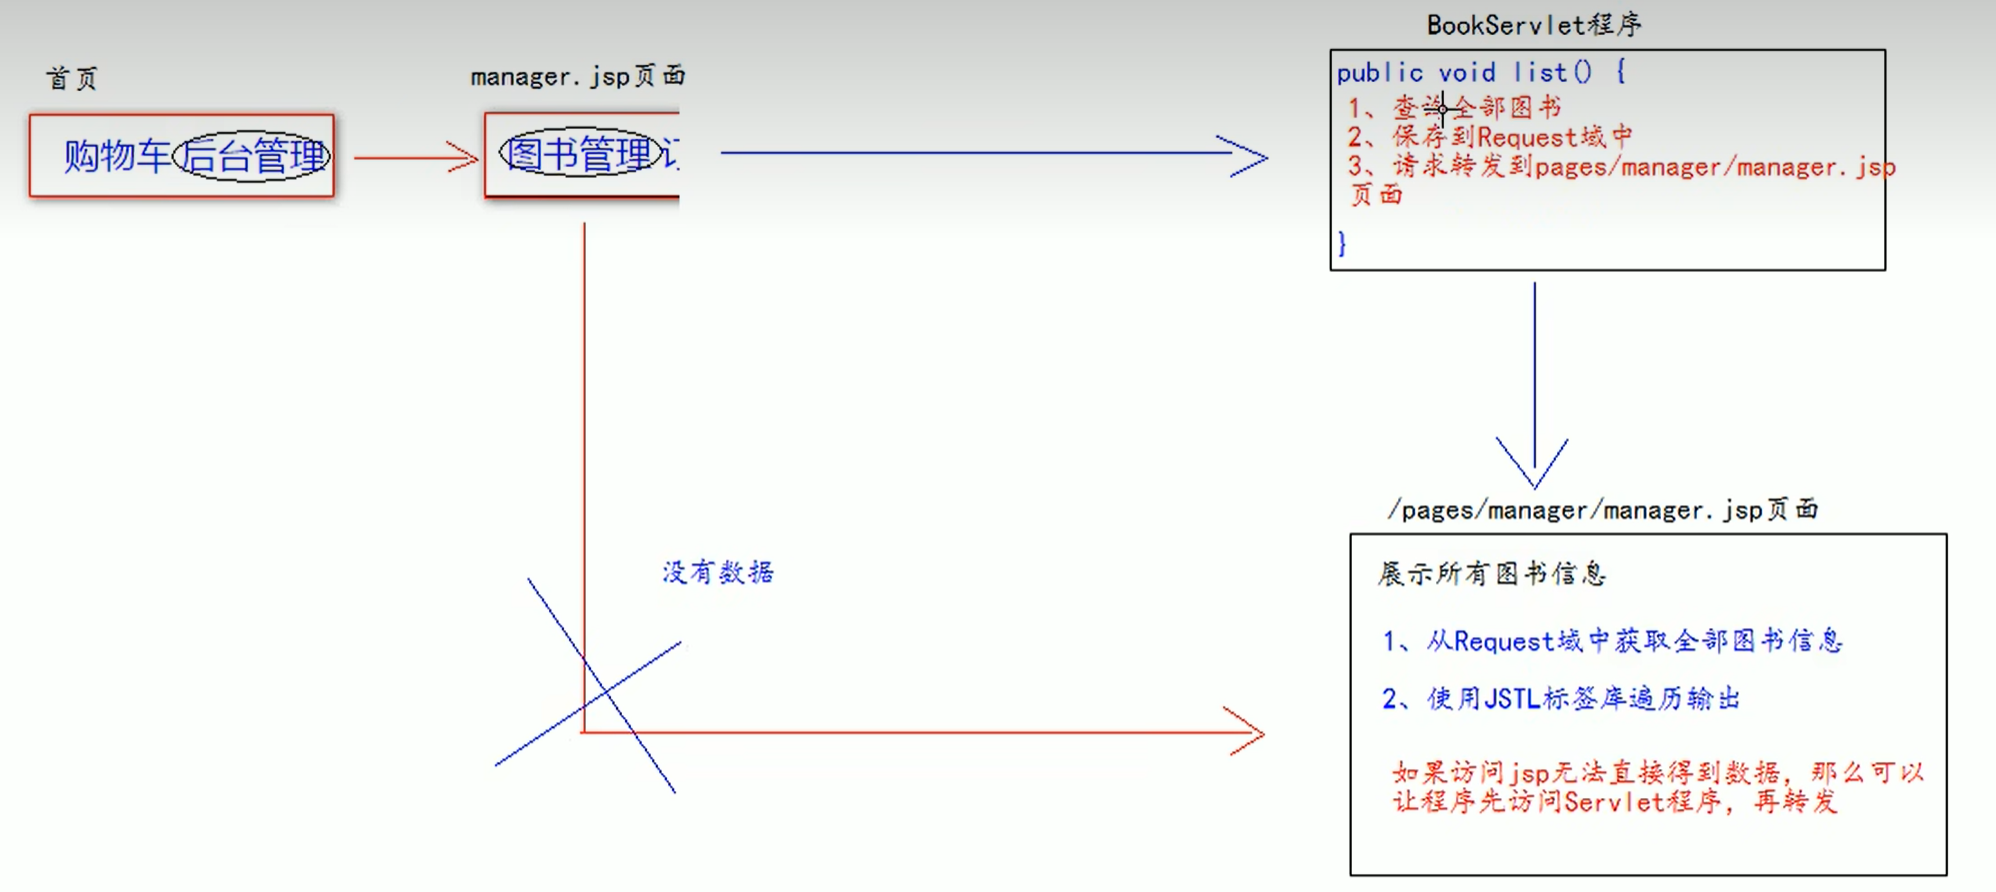 首页
购物车 后台管理
manager.jsp页面
图书管理
BookServlet程序
public void list() {
1、查询全部图书
2、保存到Request域中
3、请求转发到pages/manager/manager.jsp
页面
}
没有数据
/pages/manager/manager.jsp页面
展示所有图书信息
1、从Request域中获取全部图书信息
2、使用JSTL标签库遍历输出
如果访问jsp无法直接得到数据，那么可以
让程序先访问Servlet程序，再转发